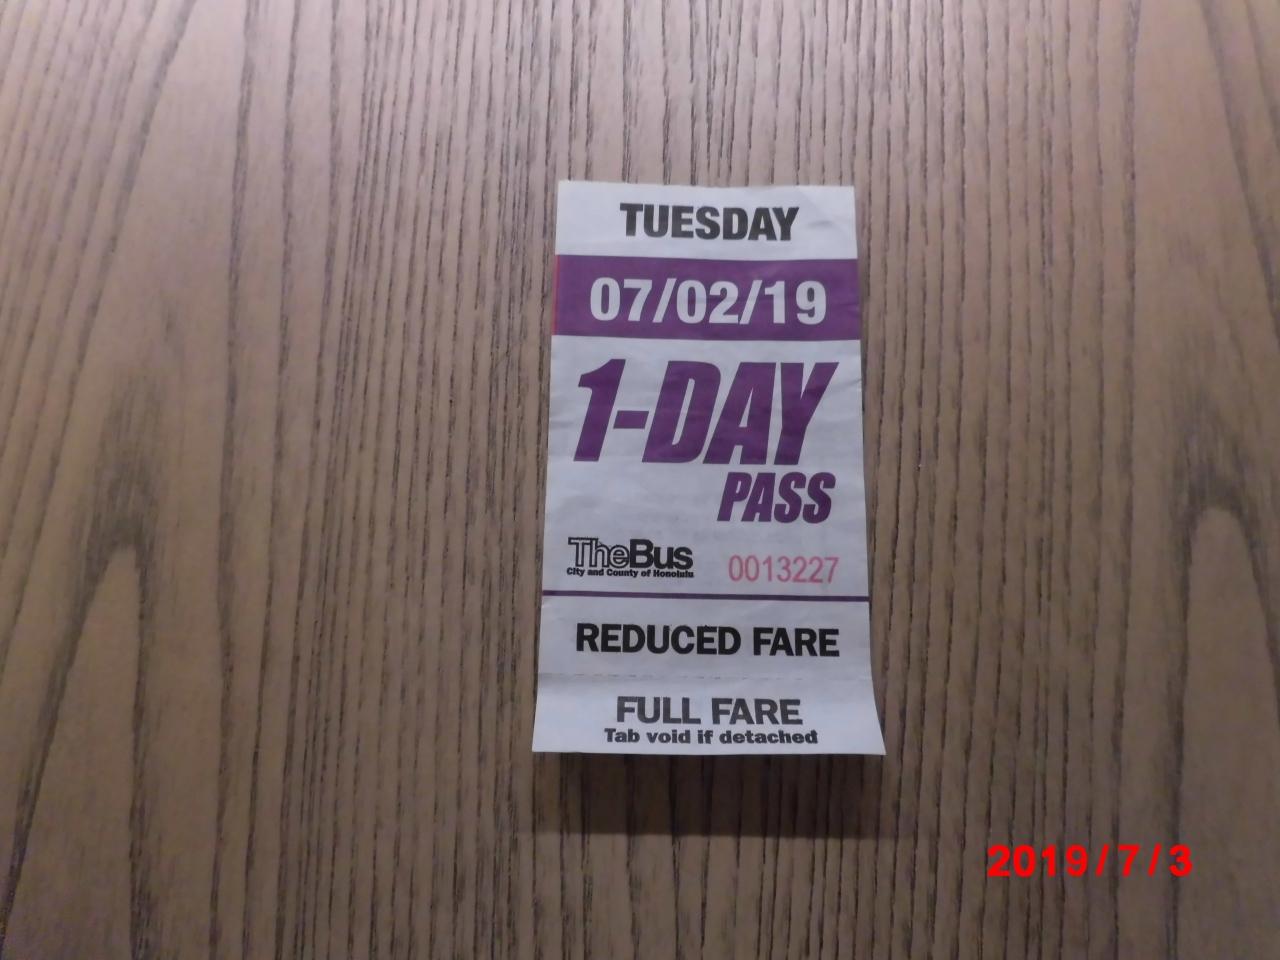 TUESDAY
07/02/19
1-DAY
PASS
TheBus
City and County of Honolulu
0013227
REDUCED FARE
FULL FARE
Tab void if detached
2019/7/3